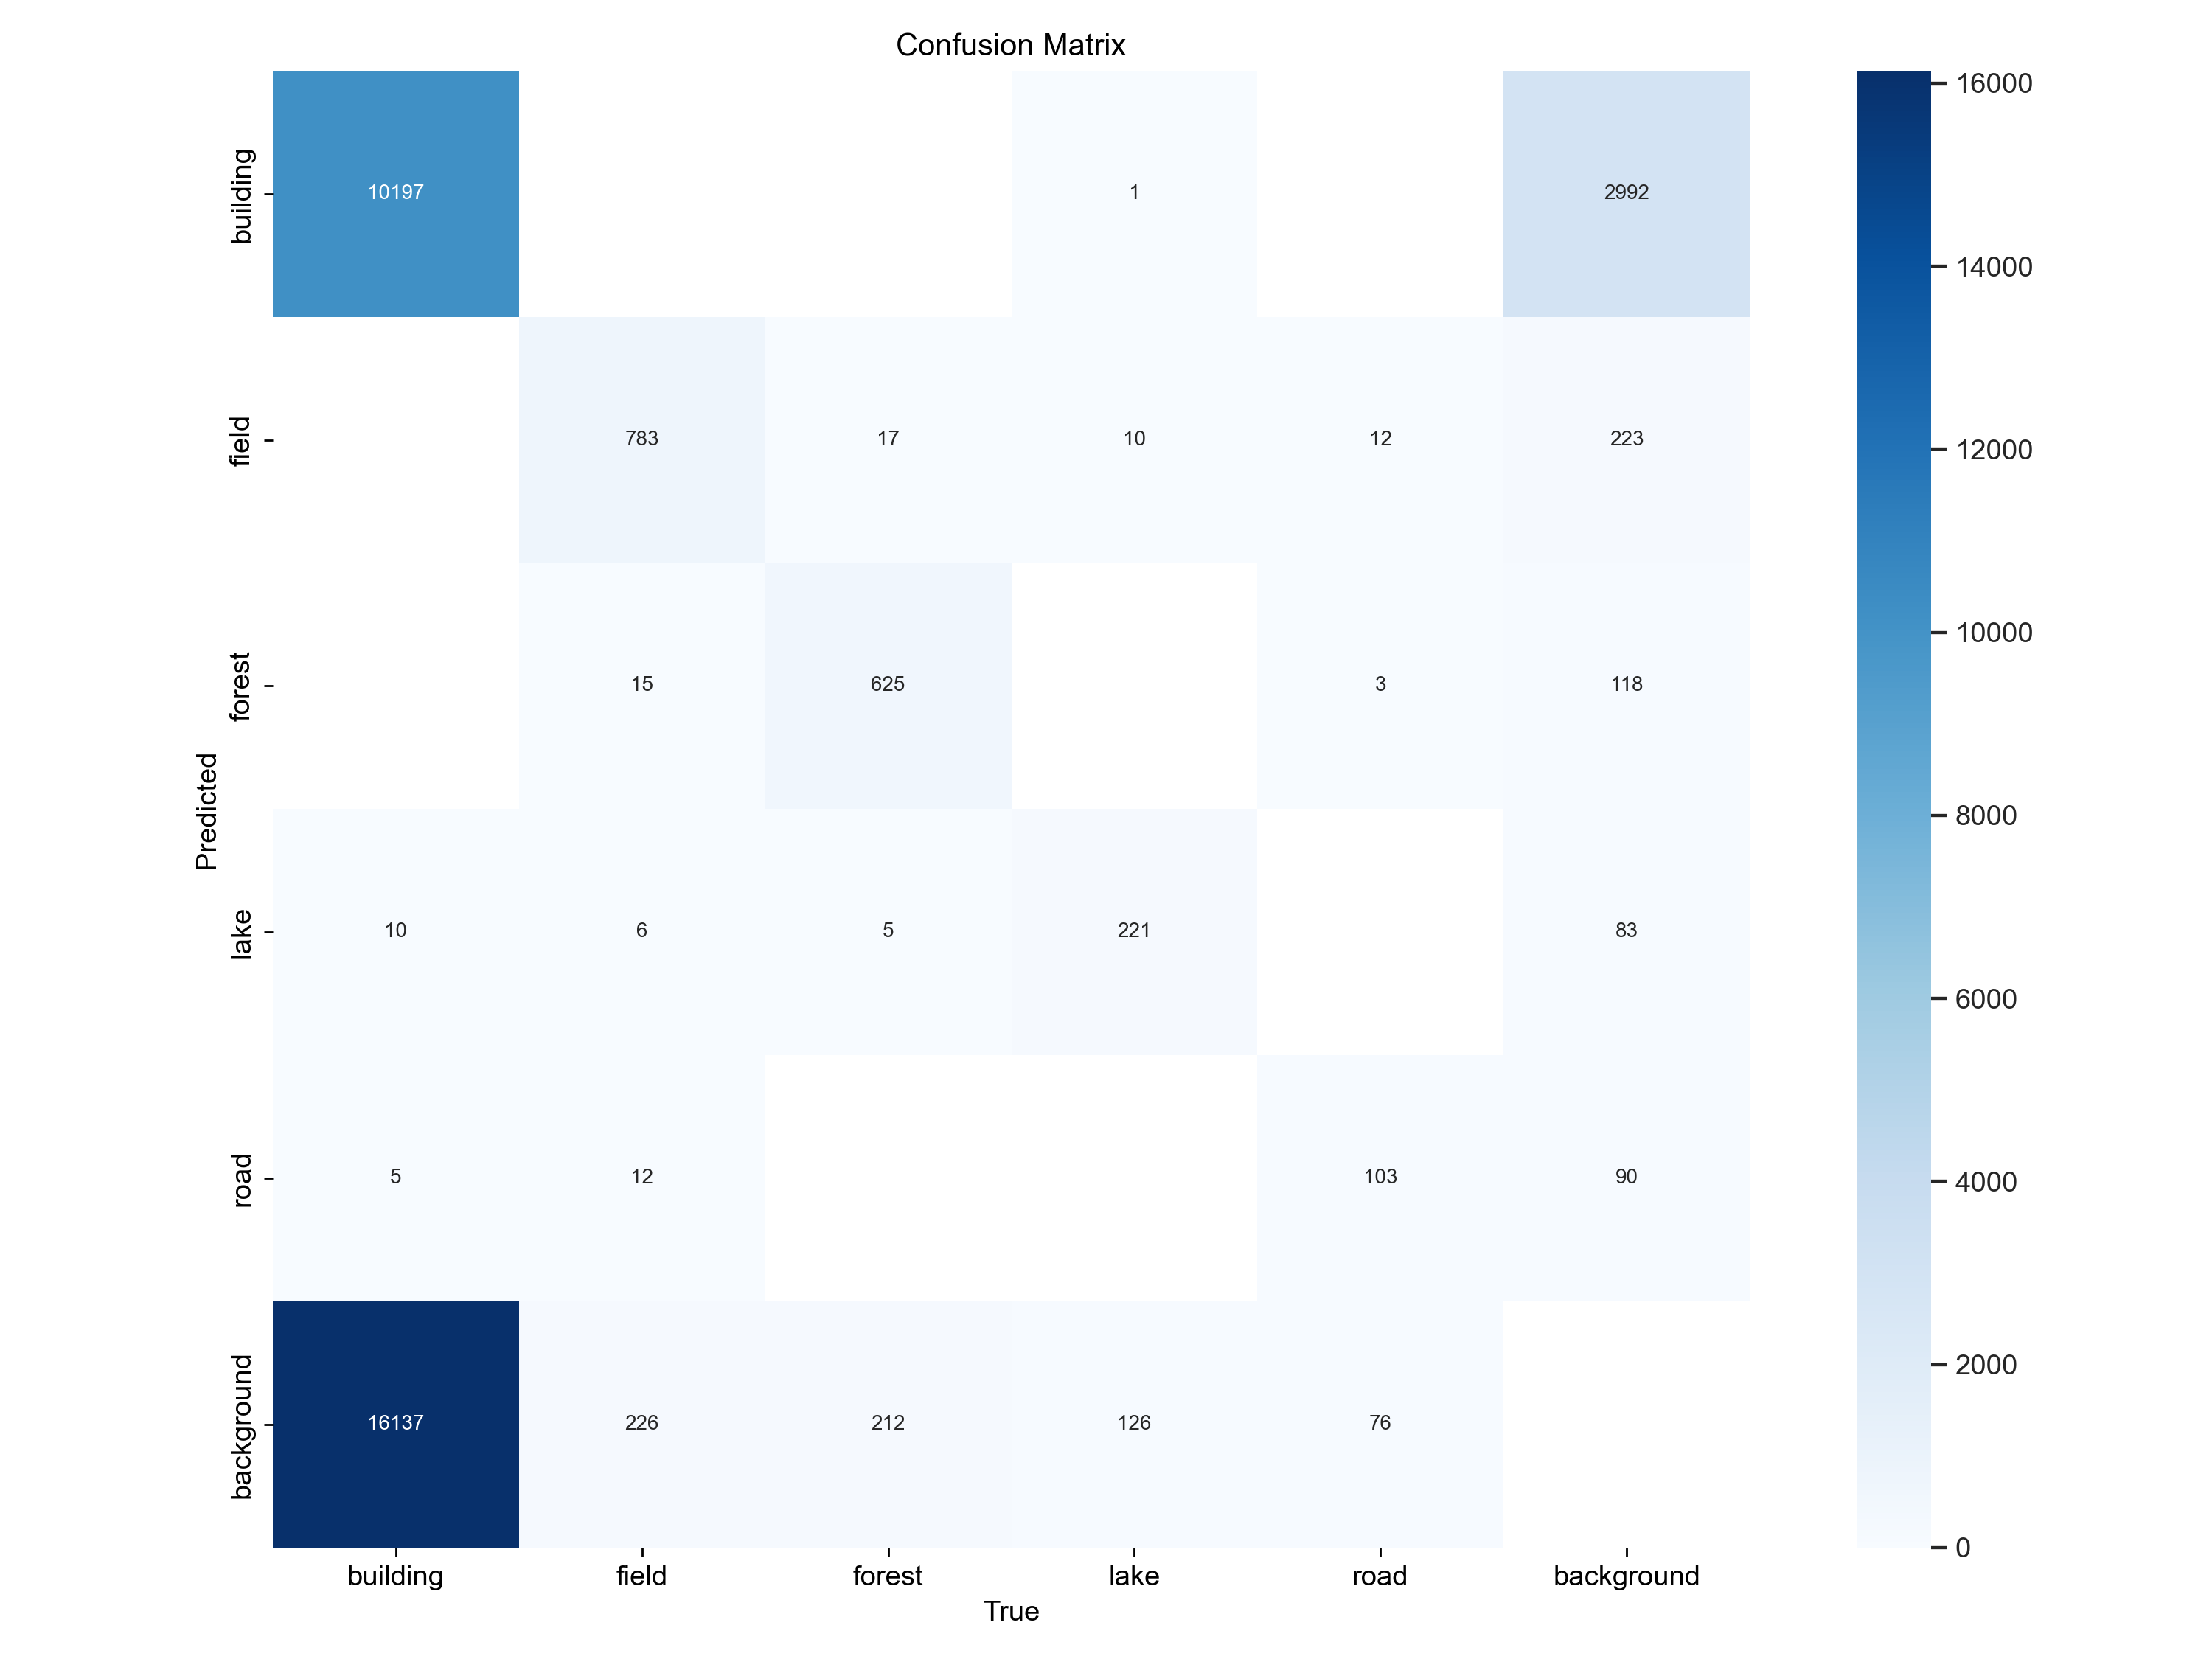 Confusion Matrix
building 10197 1 2992
field 783 17 10 12 223
forest 15 625 3 118
lake 10 6 5 221 83
road 5 12 103 90
background 16137 226 212 126 76
building field forest lake road background
True
Predicted
16000
14000
12000
10000
8000
6000
4000
2000
0